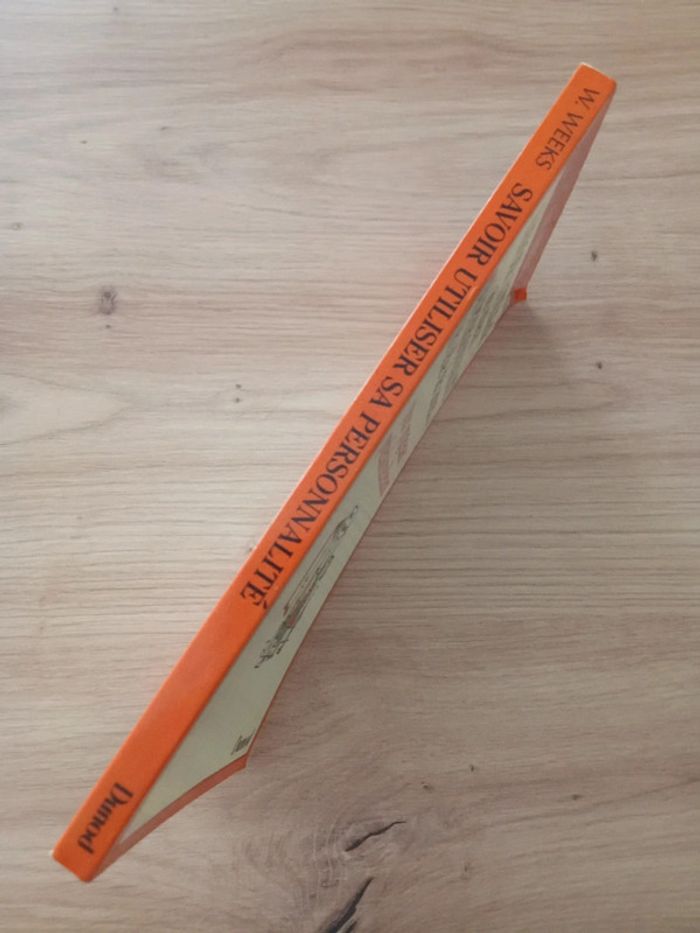 W. WEEKS SAVOIR UTILISER SA PERSONNALITÉ Dunod